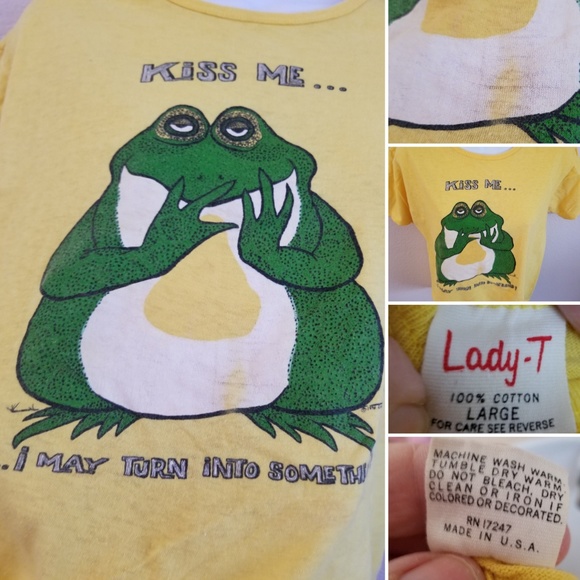 KISS ME...
..I MAY TURN INTO SOMETHI
KISS ME...
Lady-T
100% COTTON
LARGE
FOR CARE SEE REVERSE
MACHINE WASH WARM,
TUMBLE DRY WARM,
DO NOT BLEACH, DRY
CLEAN OR IRON IF
COLORED OR DECORATED.
RN 17247
MADE IN U.S.A.